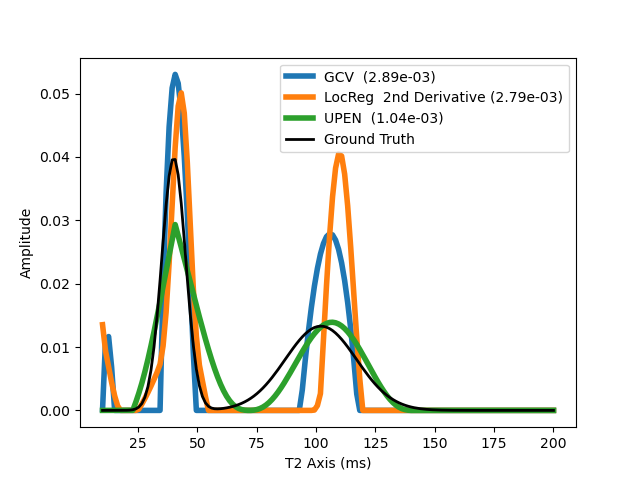 GCV  (2.89e-03)
LocReg  2nd Derivative (2.79e-03)
UPEN  (1.04e-03)
Ground Truth
0.05
0.04
0.03
0.02
0.01
0.00
Amplitude
25 50 75 100 125 150 175 200
T2 Axis (ms)